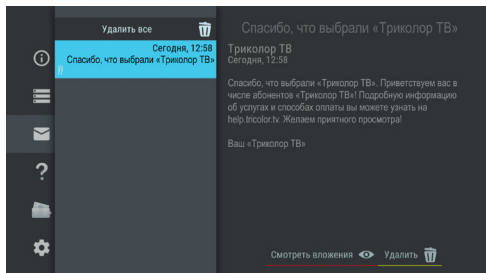 Удалить все
Сегодня, 12:58
Спасибо, что выбрали «Триколор ТВ»
Спасибо, что выбрали «Триколор ТВ»
Триколор ТВ
Сегодня, 12:58
Спасибо, что выбрали «Триколор ТВ». Приветствуем вас в
числе абонентов «Триколор ТВ»! Подробную информацию
об услугах и способах оплаты вы можете узнать на
help.tricolor.tv. Желаем приятного просмотра!
Ваш «Триколор ТВ»
Смотреть вложения
Удалить